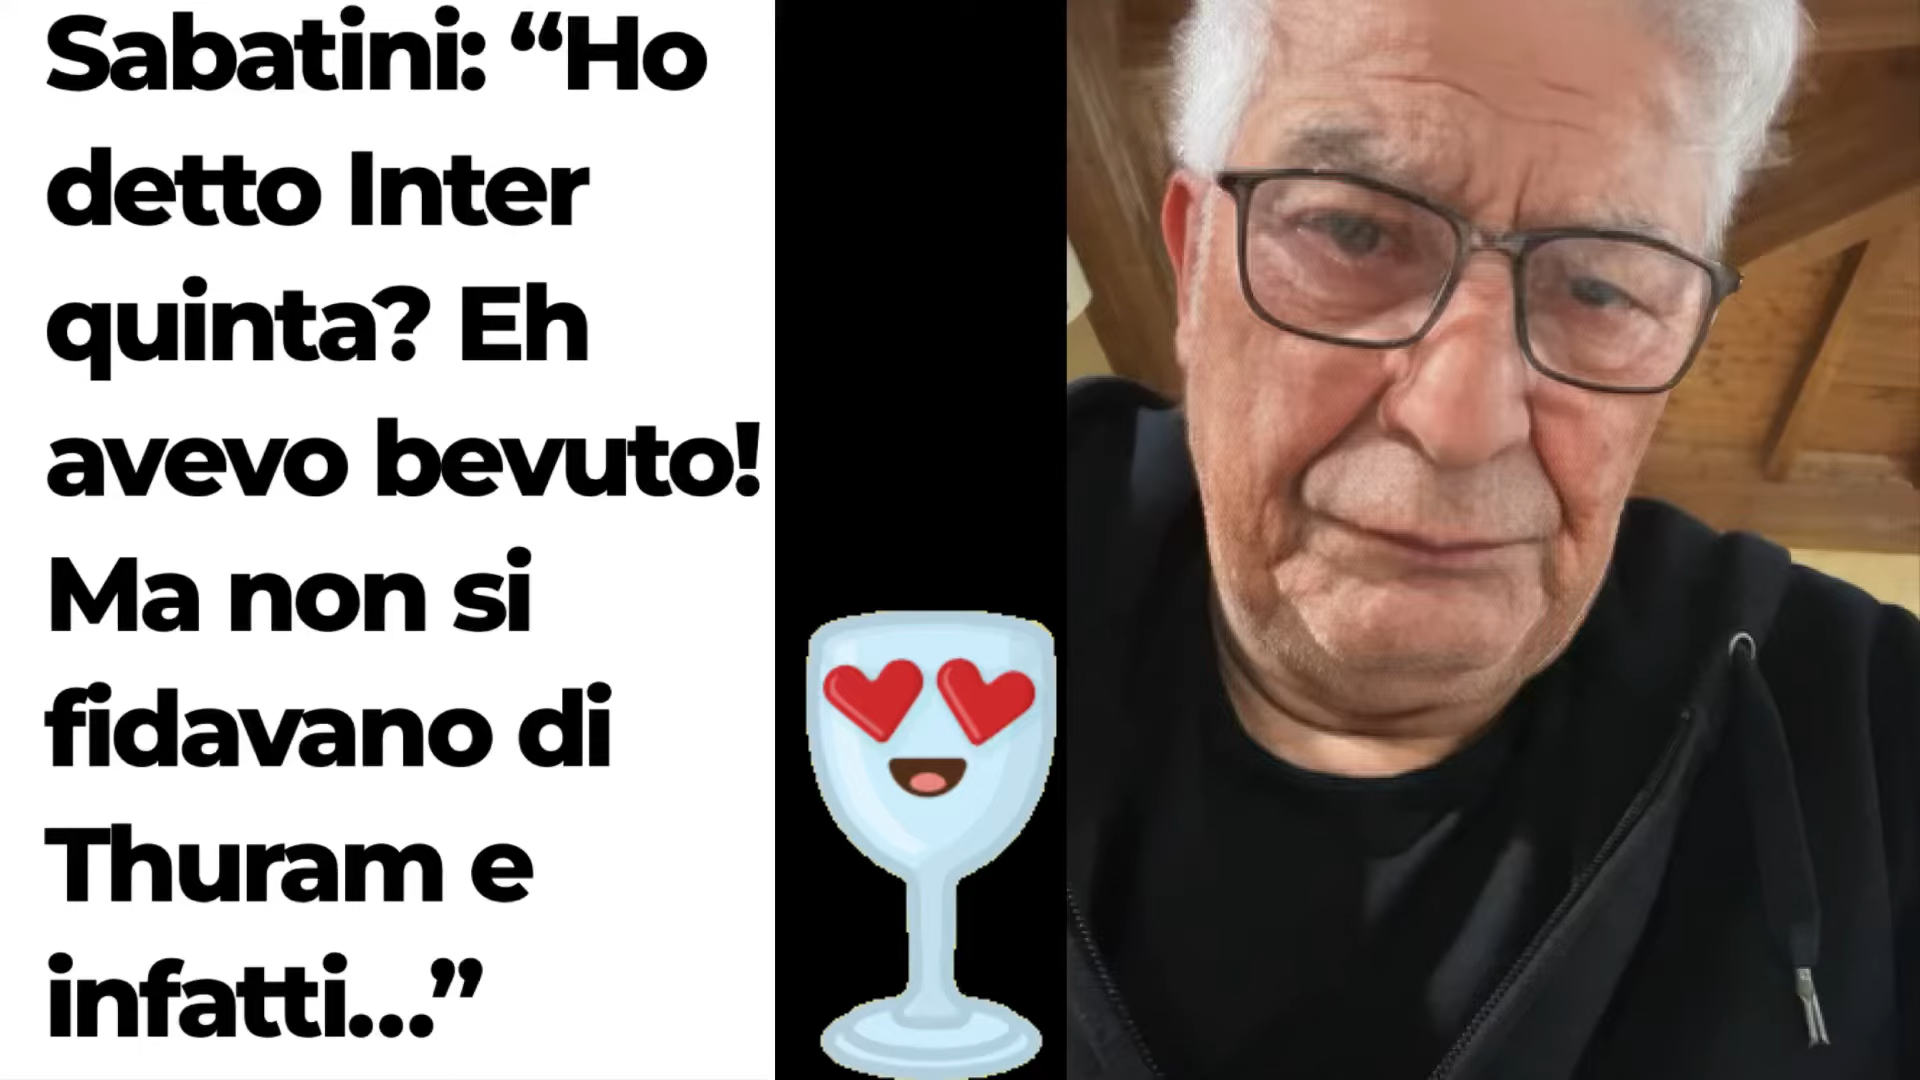 Sabatini: “Ho
detto Inter
quinta? Eh
avevo bevuto!
Ma non si
fidavano di
Thuram e
infatti...”